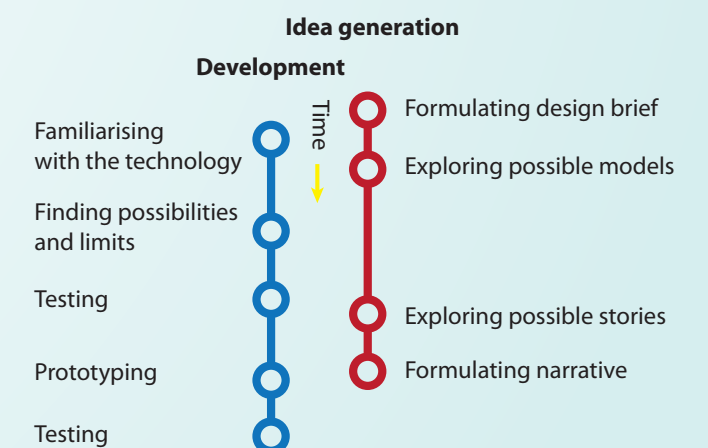 Idea generation
Development
Time
Formulating design brief
Familiarising
with the technology
Exploring possible models
Finding possibilities
and limits
Testing
Exploring possible stories
Prototyping
Formulating narrative
Testing